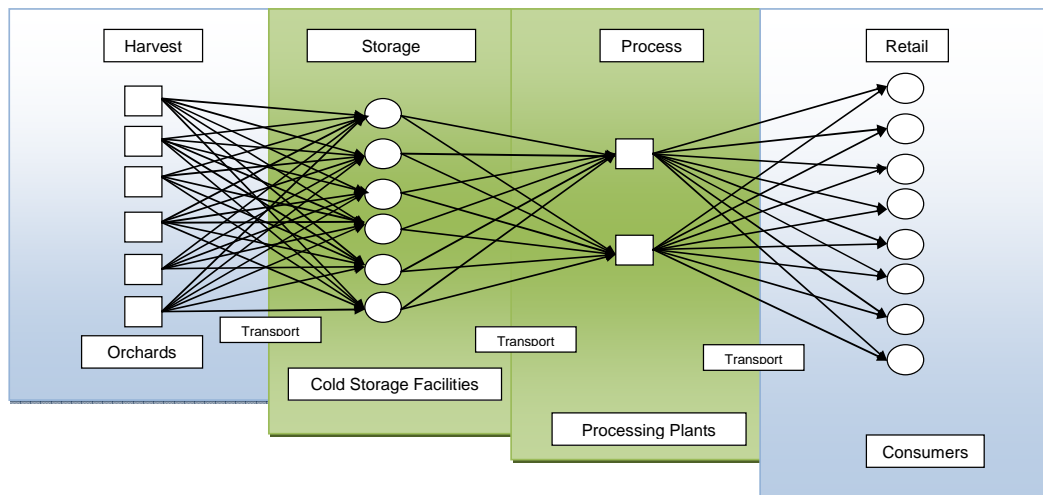 Harvest
Storage
Process
Retail
Transport
Transport
Transport
Orchards
Cold Storage Facilities
Processing Plants
Consumers